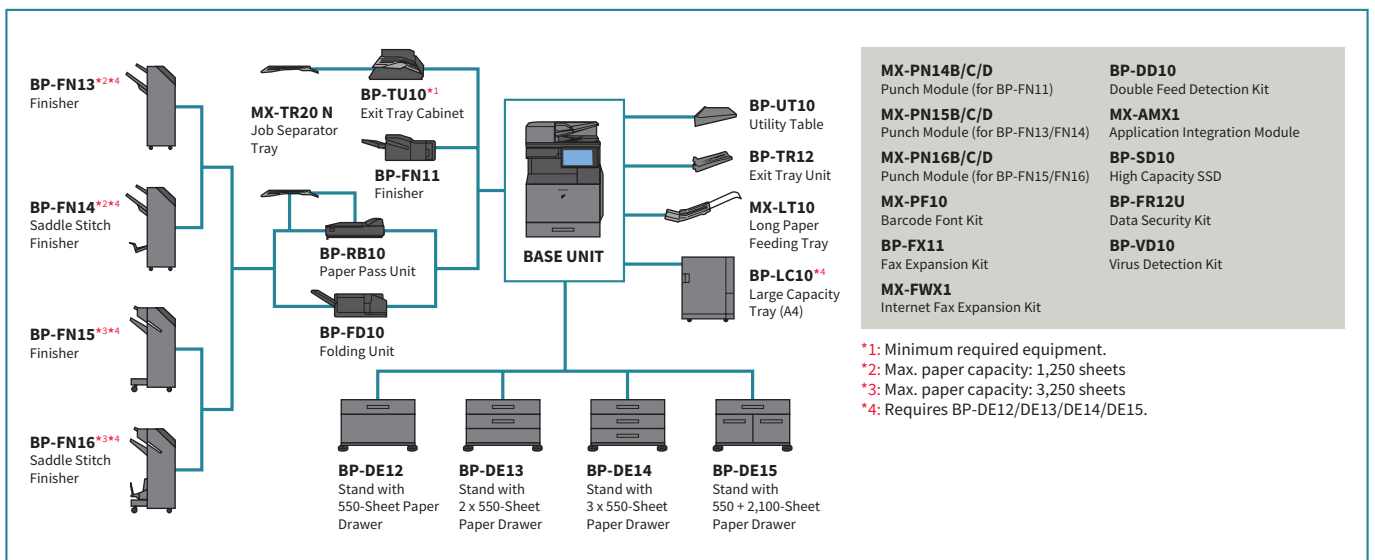 BP-FN13*2*4
Finisher
BP-FN14*2*4
Saddle Stitch
Finisher
BP-FN15*3*4
Finisher
BP-FN16*3*4
Saddle Stitch
Finisher
MX-TR20 N
Job Separator
Tray
BP-TU10*1
Exit Tray Cabinet
BP-FN11
Finisher
BP-RB10
Paper Pass Unit
BP-FD10
Folding Unit
BASE UNIT
BP-UT10
Utility Table
BP-TR12
Exit Tray Unit
MX-LT10
Long Paper
Feeding Tray
BP-LC10*4
Large Capacity
Tray (A4)
BP-DE12
Stand with
550-Sheet Paper
Drawer
BP-DE13
Stand with
2 x 550-Sheet
Paper Drawer
BP-DE14
Stand with
3 x 550-Sheet
Paper Drawer
BP-DE15
Stand with
550 + 2,100-Sheet
Paper Drawer
MX-PN14B/C/D
Punch Module (for BP-FN11)
MX-PN15B/C/D
Punch Module (for BP-FN13/FN14)
MX-PN16B/C/D
Punch Module (for BP-FN15/FN16)
MX-PF10
Barcode Font Kit
BP-FX11
Fax Expansion Kit
MX-FWX1
Internet Fax Expansion Kit
BP-DD10
Double Feed Detection Kit
MX-AMX1
Application Integration Module
BP-SD10
High Capacity SSD
BP-FR12U
Data Security Kit
BP-VD10
Virus Detection Kit
*1: Minimum required equipment.
*2: Max. paper capacity: 1,250 sheets
*3: Max. paper capacity: 3,250 sheets
*4: Requires BP-DE12/DE13/DE14/DE15.